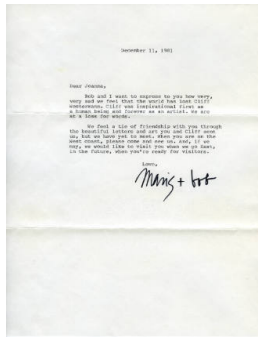 December 11, 1981
Dear Jeanne,
Bob and I want to express to you how very,
very sad we feel that the world has lost Cliff
Cliff was inspirational first as
a human being and forever as an artist. We are
at a loss for words.
We feel a tie of friendship with you through
the beautiful letters and art you and Cliff sent
us, but we have yet to meet. When you are on the
West coast, please come and see us, and, if we
may, we would like to visit you when we go East,
in the future, when you're ready for visitors.
Love,
+ bob